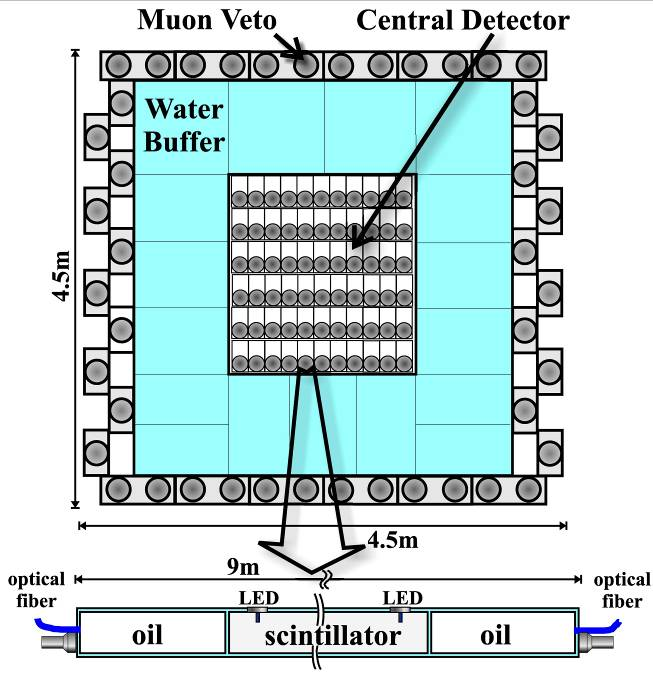 Muon Veto
Central Detector
Water
Buffer
4.5m
4.5m
9m
optical
fiber
LED
LED
optical
fiber
oil
scintillator
oil